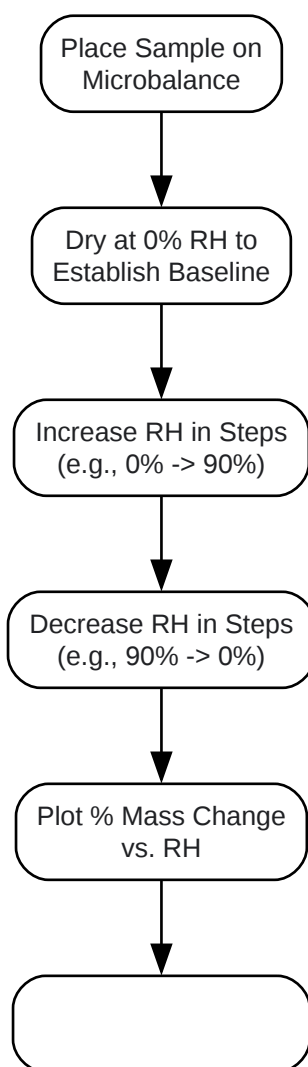 Place Sample on
Microbalance
Dry at 0% RH to
Establish Baseline
Increase RH in Steps
(e.g., 0% -> 90%)
Decrease RH in Steps
(e.g., 90% -> 0%)
Plot % Mass Change
vs. RH